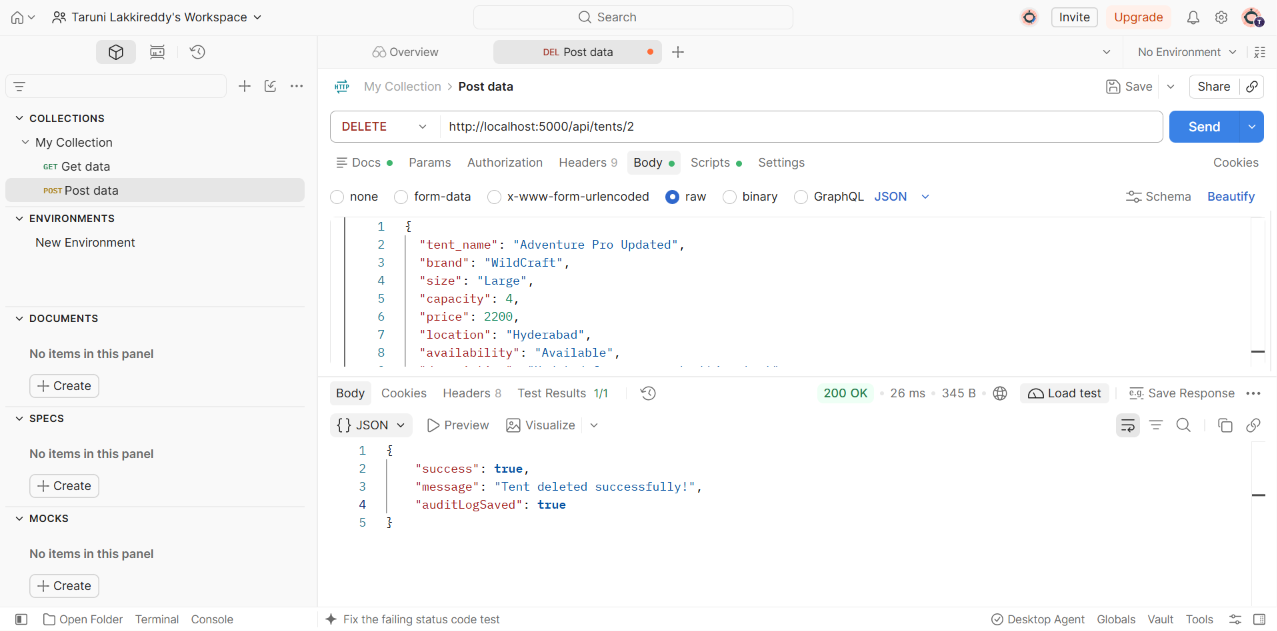 Taruni Lakkireddy's Workspace
Search
Invite
Upgrade
T
Overview
DEL Post data
No Environment
COLLECTIONS
My Collection
GET Get data
POST Post data
ENVIRONMENTS
New Environment
DOCUMENTS
No items in this panel
Create
SPECS
No items in this panel
Create
MOCKS
No items in this panel
Create
HTTP My Collection > Post data
Save
Share
DELETE
http://localhost:5000/api/tents/2
Send
Docs Params Authorization Headers 9 Body Scripts Settings
Cookies
none form-data x-www-form-urlencoded raw binary GraphQL JSON
Schema Beautify
1 {
2 "tent_name": "Adventure Pro Updated",
3 "brand": "WildCraft",
4 "size": "Large",
5 "capacity": 4,
6 "price": 2200,
7 "location": "Hyderabad",
8 "availability": "Available",
Body Cookies Headers 8 Test Results 1/1
200 OK • 26 ms • 345 B
Load test
e.g. Save Response
{} JSON Preview Visualize
1 {
2 "success": true,
3 "message": "Tent deleted successfully!",
4 "auditLogSaved": true
5 }
Open Folder Terminal Console
Fix the failing status code test
Desktop Agent Globals Vault Tools